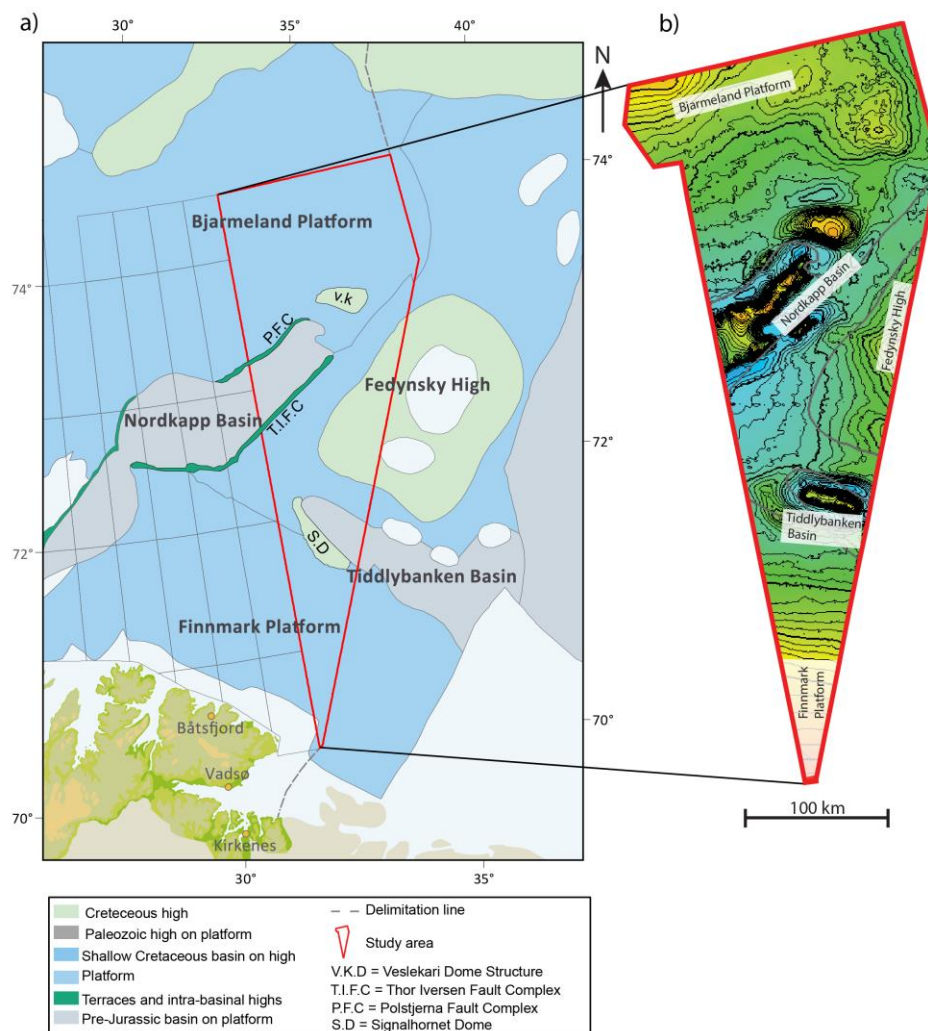 a)
30°
35°
40°
b)
N
74°
72°
70°
74°
72°
70°
30°
35°
Bjarmeland Platform
v.k
P.F.C
Fedynsky High
Nordkapp Basin
T.I.F.C
S.D
Tiddlybanken Basin
Finnmark Platform
Båtsfjord
Vadsø
Kirkenes
Bjarmeland Platform
Nordkapp Basin
Fedynsky High
Tiddlybanken
Basin
Finnmark
Platform
100 km
Creteceous high
Paleozoic high on platform
Shallow Cretaceous basin on high
Platform
Terraces and intra-basinal highs
Pre-Jurassic basin on platform
Delimitation line
Study area
V.K.D = Veslekari Dome Structure
T.I.F.C = Thor Iversen Fault Complex
P.F.C = Polstjerna Fault Complex
S.D = Signalhornet Dome